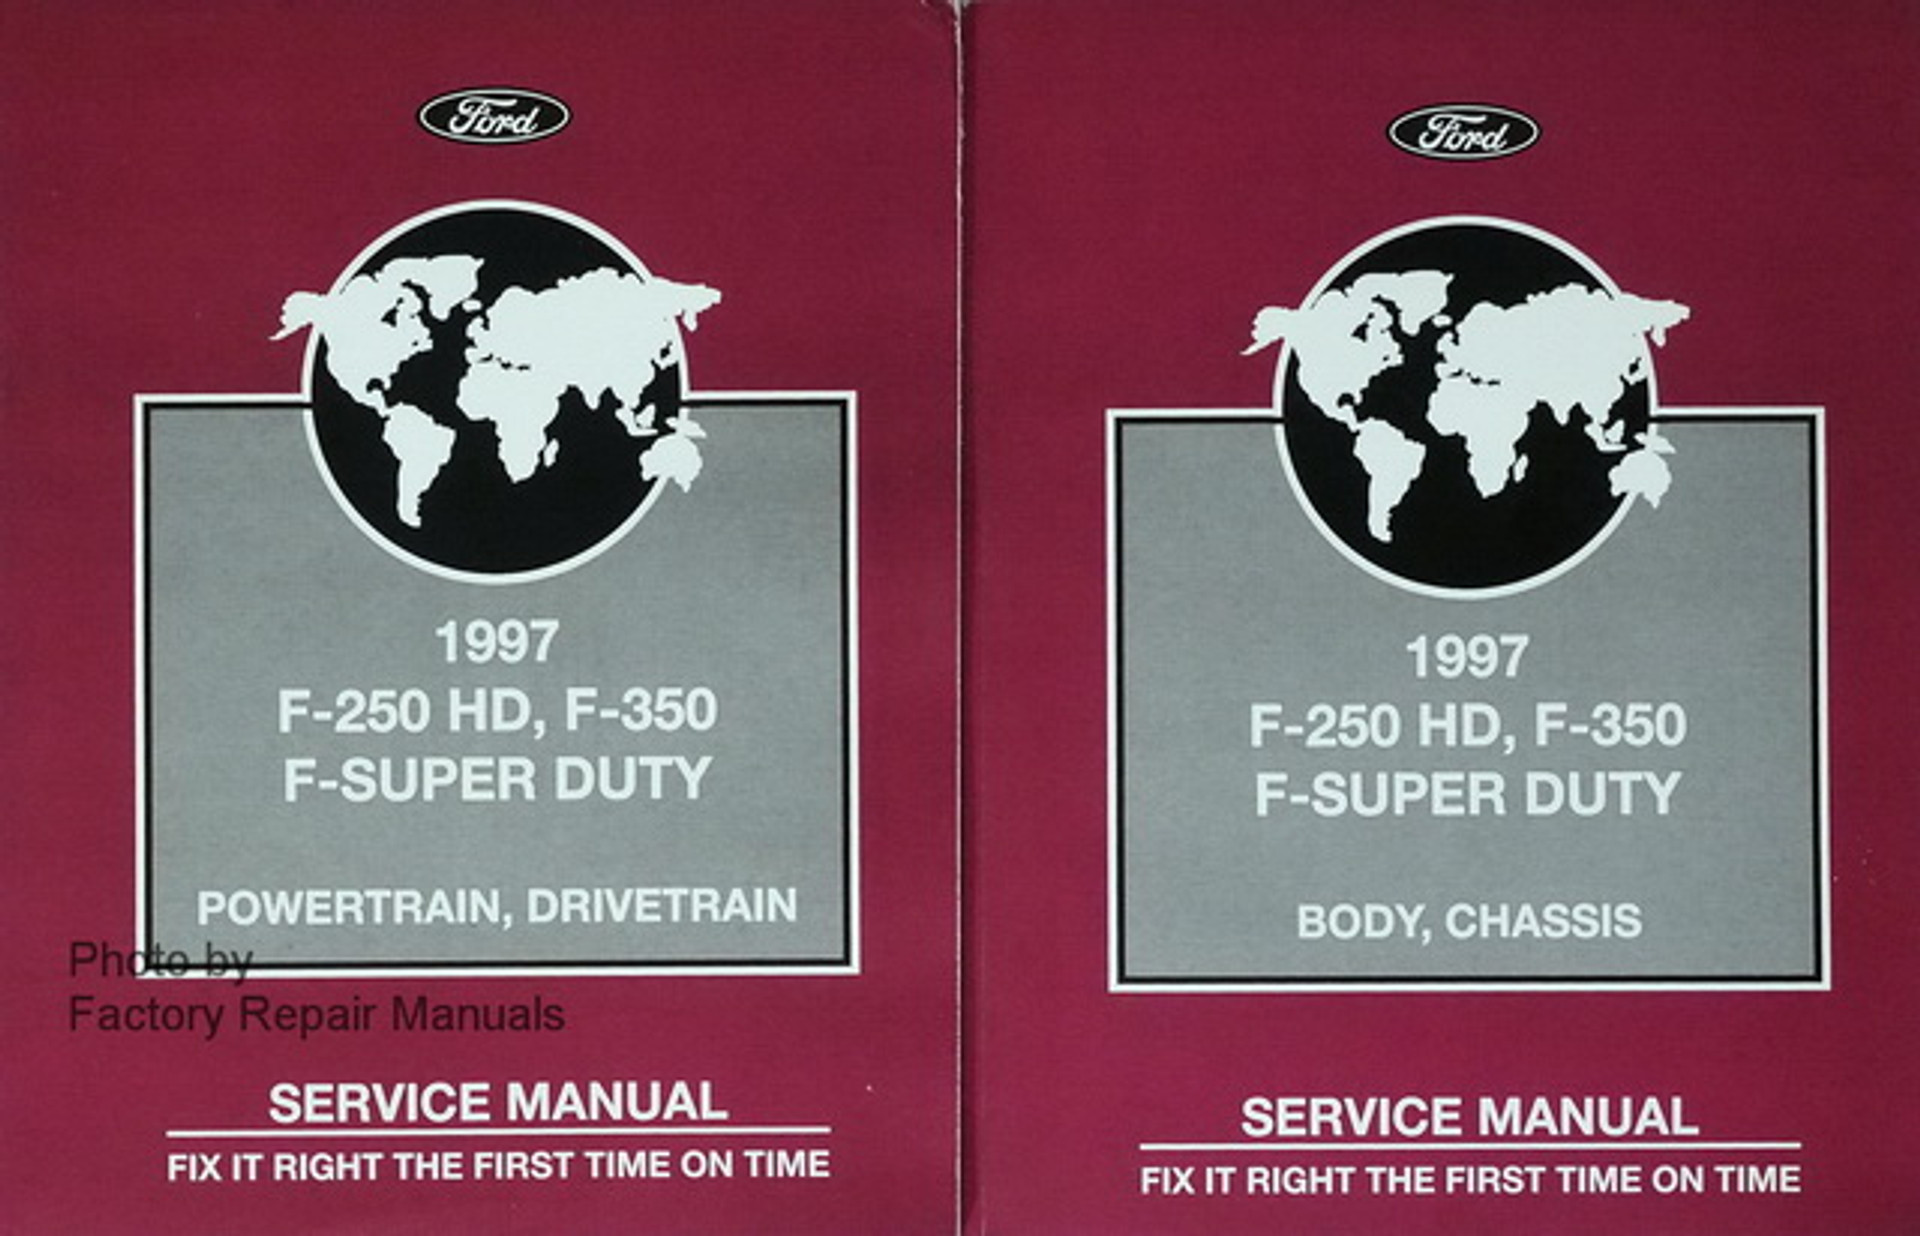 Ford
1997
F-250 HD, F-350
F-SUPER DUTY
POWERTRAIN, DRIVETRAIN
Photo by
Factory Repair Manuals
SERVICE MANUAL
FIX IT RIGHT THE FIRST TIME ON TIME
Ford
1997
F-250 HD, F-350
F-SUPER DUTY
BODY, CHASSIS
SERVICE MANUAL
FIX IT RIGHT THE FIRST TIME ON TIME